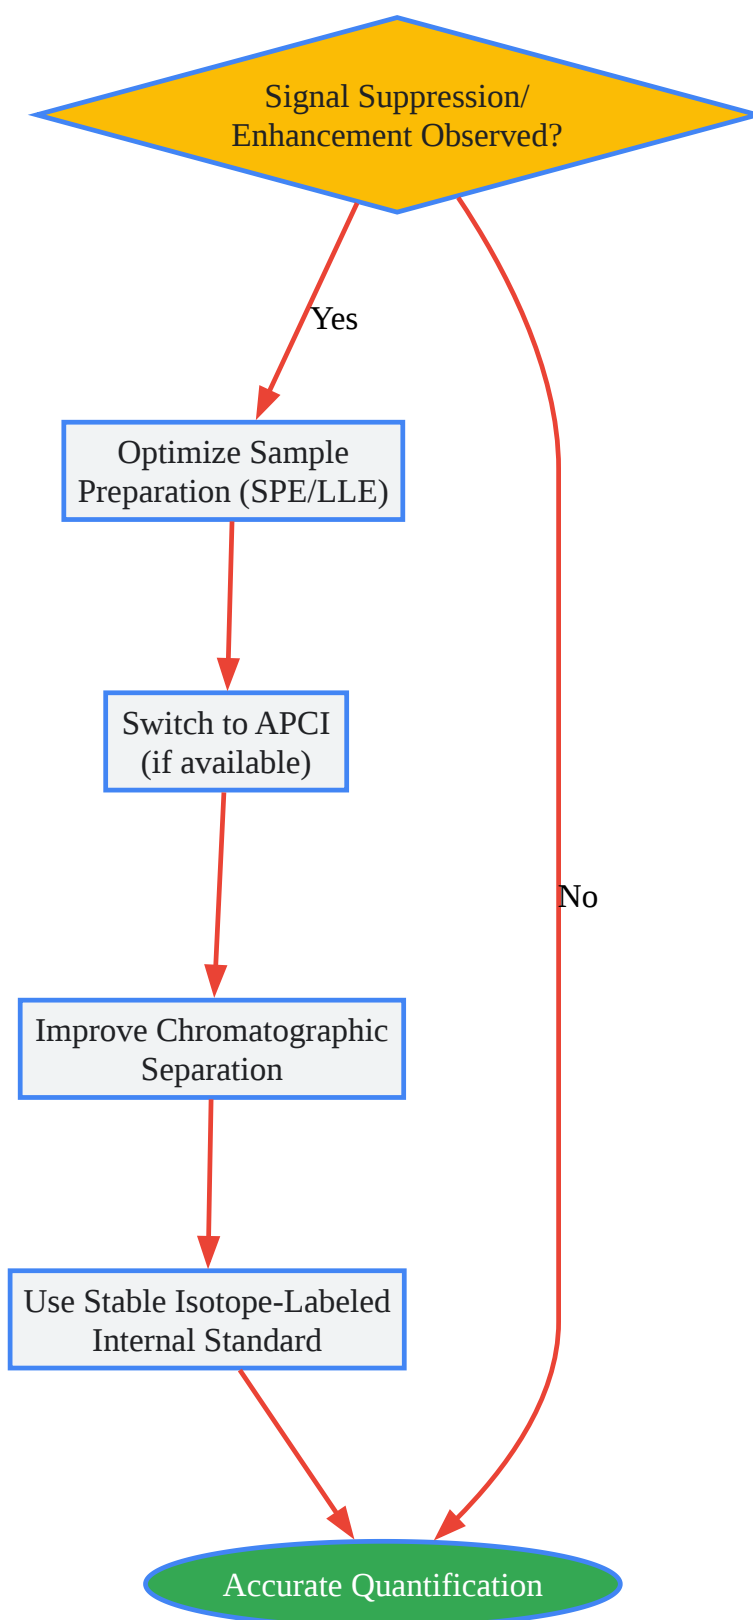 Signal Suppression/
Enhancement Observed?
Yes
Optimize Sample
Preparation (SPE/LLE)
Switch to APCI
(if available)
No
Improve Chromatographic
Separation
Use Stable Isotope-Labeled
Internal Standard
Accurate Quantification